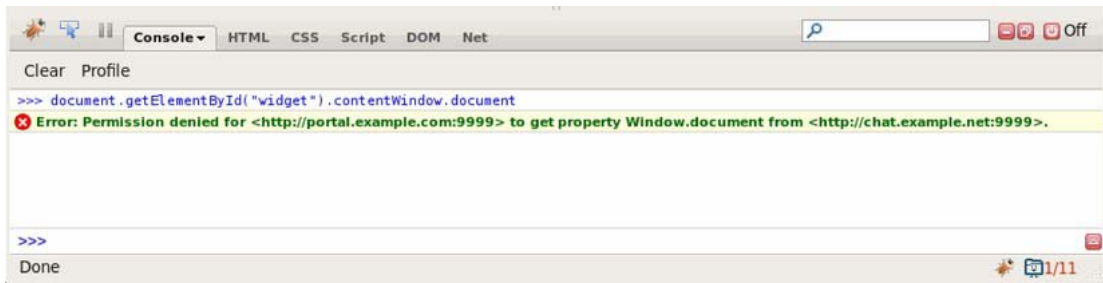 Console HTML CSS Script DOM Net Off
Clear Profile
>>> document.getElementById("widget").contentWindow.document
Error: Permission denied for <http://portal.example.com:9999> to get property Window.document from <http://chat.example.net:9999>.
>>>
Done 1/11